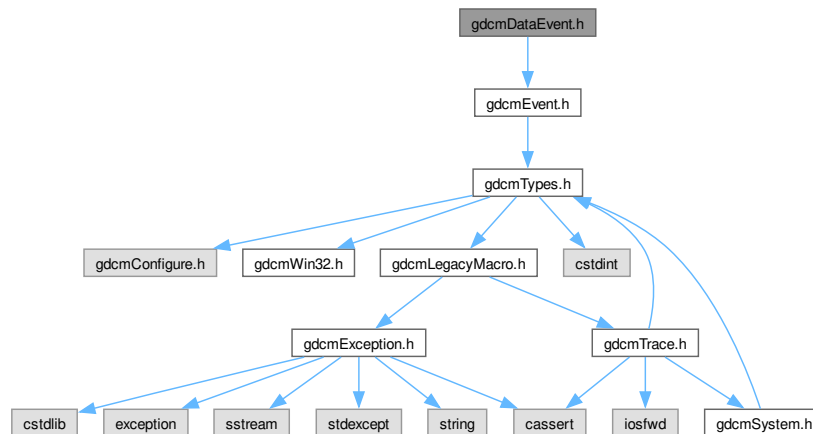 gdcmDataEvent.h
gdcmEvent.h
gdcmTypes.h
gdcmConfigure.h
gdcmWin32.h
gdcmLegacyMacro.h
cstdint
gdcmException.h
gdcmTrace.h
cstdlib
exception
sstream
stdexcept
string
cassert
iosfwd
gdcmSystem.h